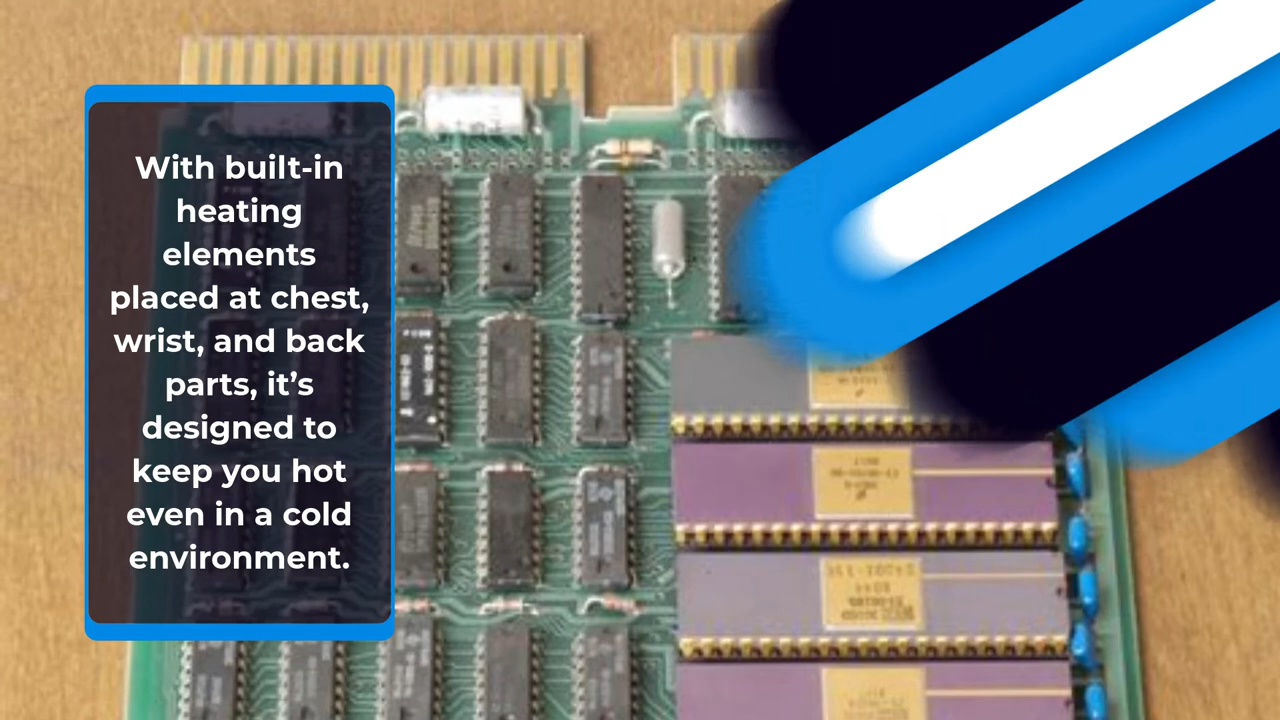 With built-in
heating
elements
placed at chest,
wrist, and back
parts, it’s
designed to
keep you hot
even in a cold
environment.